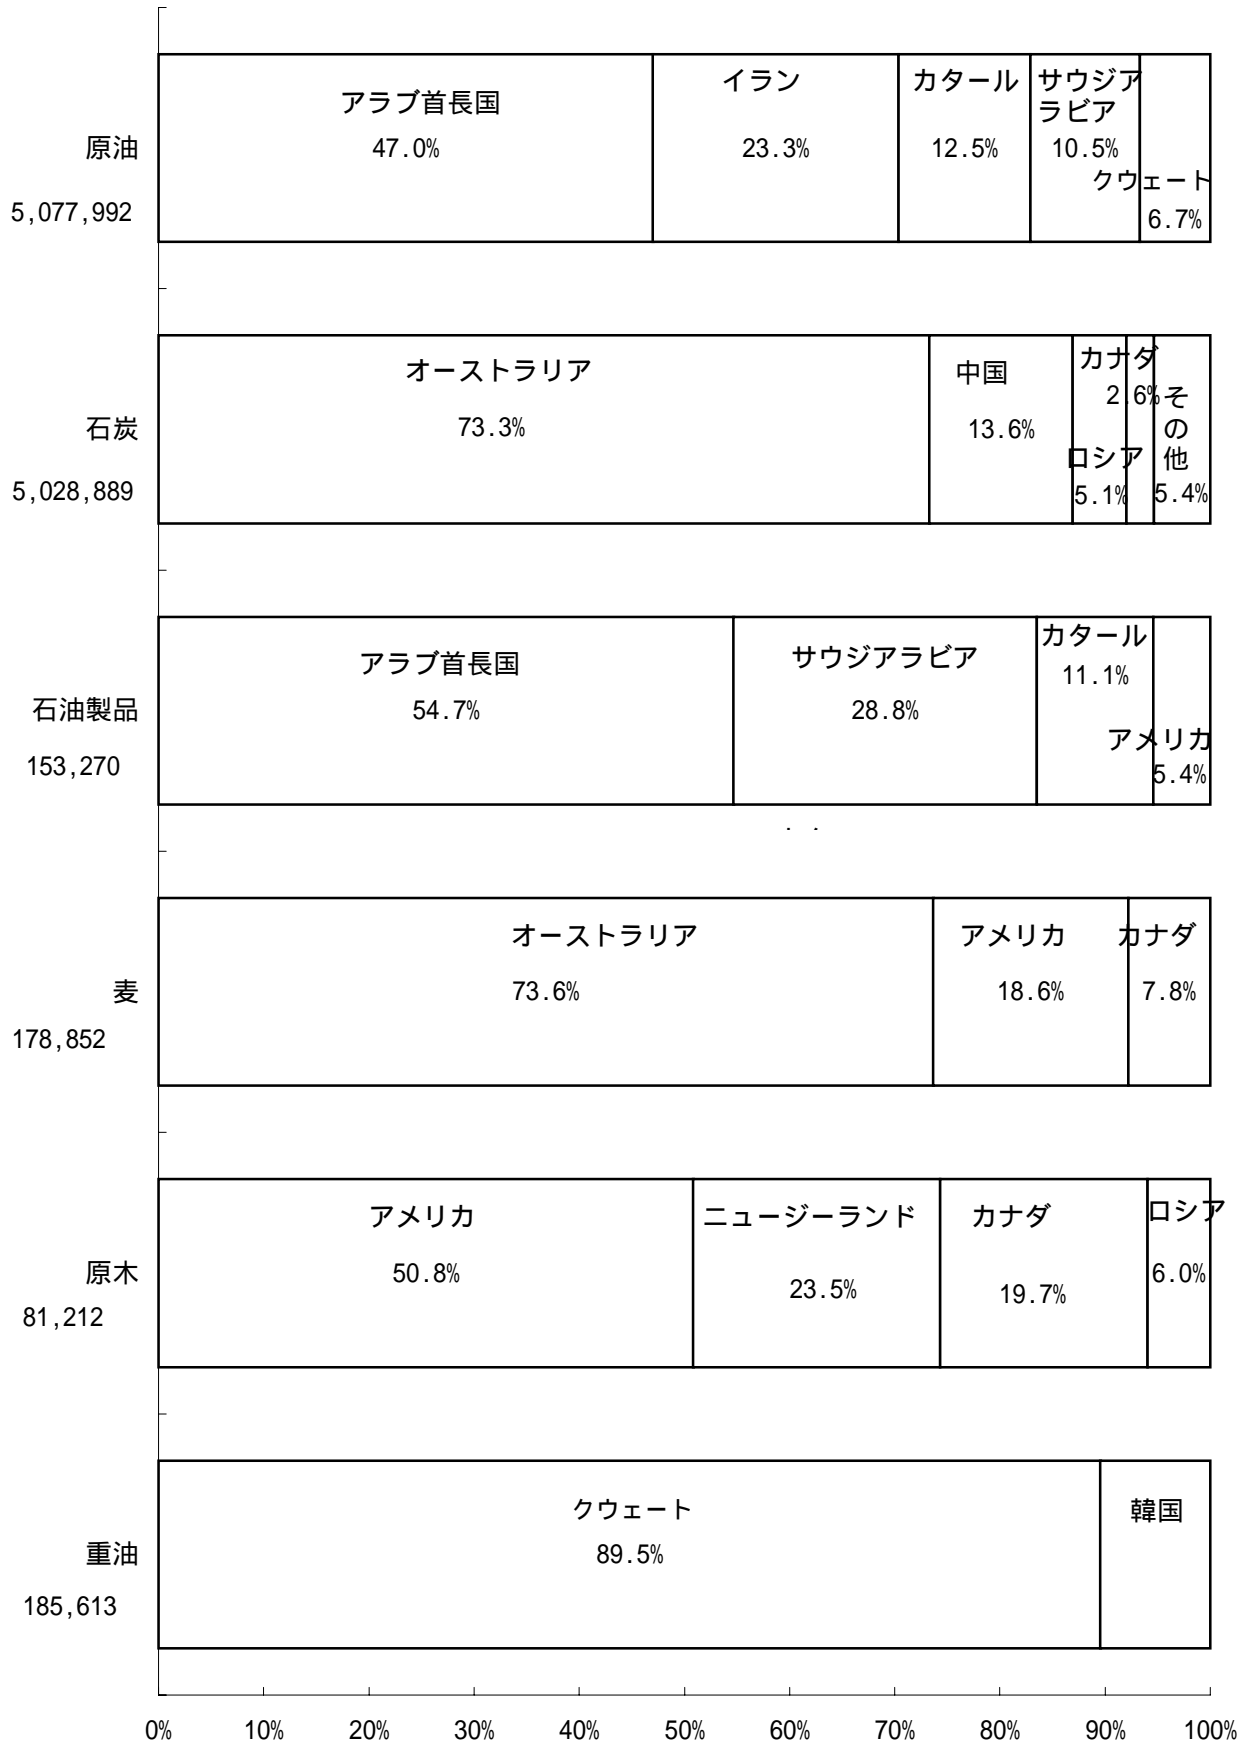 アラブ首長国 イラン カタール サウジア
ラビア
原油 47.0% 23.3% 12.5% 10.5%
クウェート
5,077,992 6.7%
オーストラリア 中国 カナダ
2.6% その他
石炭 73.3% 13.6%
ロシア
5,028,889 5.1% 5.4%
アラブ首長国 サウジアラビア カタール
11.1%
石油製品 54.7% 28.8%
アメリカ
153,270 5.4%
オーストラリア アメリカ カナダ
麦 73.6% 18.6% 7.8%
178,852
アメリカ ニュージーランド カナダ ロシア
原木 50.8% 23.5% 19.7% 6.0%
81,212
クウェート 韓国
重油 89.5%
185,613
0% 10% 20% 30% 40% 50% 60% 70% 80% 90% 100%